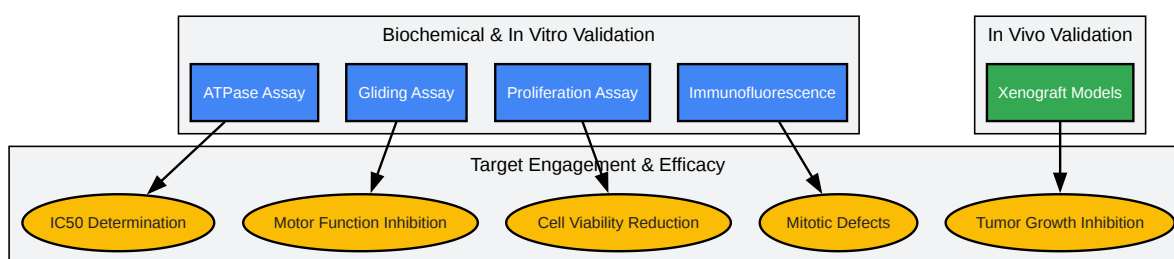 Biochemical & In Vitro Validation
In Vivo Validation
ATPase Assay
Gliding Assay
Proliferation Assay
Immunofluorescence
Xenograft Models
Target Engagement & Efficacy
IC50 Determination
Motor Function Inhibition
Cell Viability Reduction
Mitotic Defects
Tumor Growth Inhibition